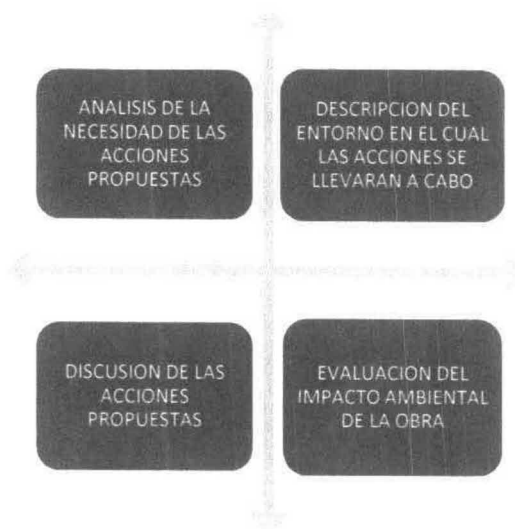 ANALISIS DE LA
NECESIDAD DE LAS
ACCIONES
PROPUESTAS
DESCRIPCION DEL
ENTORNO EN EL CUAL
LAS ACCIONES SE
LLEVARAN A CABO
DISCUSION DE LAS
ACCIONES
PROPUESTAS
EVALUACION DEL
IMPACTO AMBIENTAL
DE LA OBRA